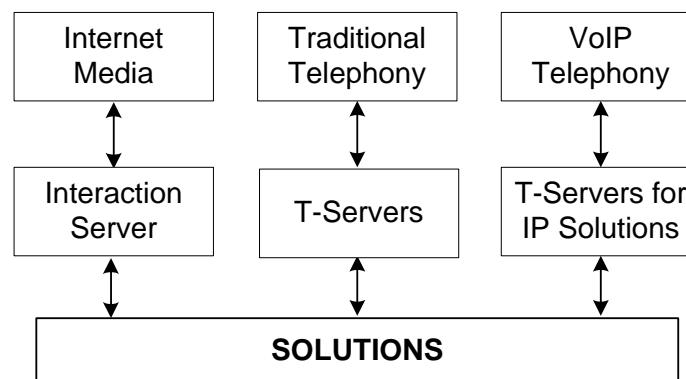 Internet
Media
Traditional
Telephony
VoIP
Telephony
Interaction
Server
T-Servers
T-Servers for
IP Solutions
SOLUTIONS